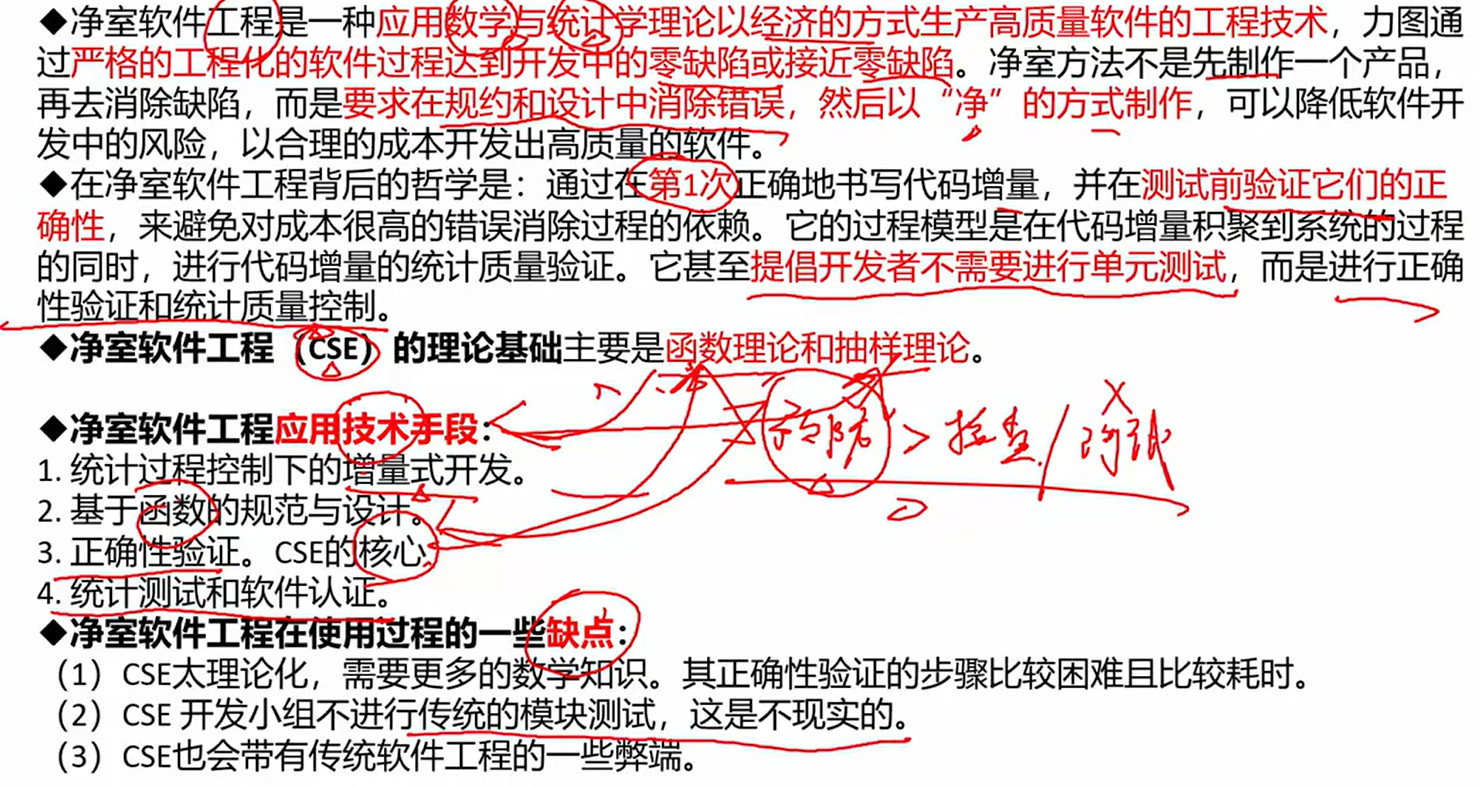 ◆净室软件工程是一种应用数学与统计学理论以经济的方式生产高质量软件的工程技术，力图通
过严格的工程化的软件过程达到开发中的零缺陷或接近零缺陷。净室方法不是先制作一个产品，
再去消除缺陷，而是要求在规约和设计中消除错误，然后以“净”的方式制作，可以降低软件开
发中的风险，以合理的成本开发出高质量的软件。
◆在净室软件工程背后的哲学是：通过在第1次正确地书写代码增量，并在测试前验证它们的正
确性，来避免对成本很高的错误消除过程的依赖。它的过程模型是在代码增量积聚到系统的过程
的同时，进行代码增量的统计质量验证。它甚至提倡开发者不需要进行单元测试，而是进行正确
性验证和统计质量控制。
◆净室软件工程（CSE）的理论基础主要是函数理论和抽样理论。
◆净室软件工程应用技术手段：
预防 > 检查/测试
1. 统计过程控制下的增量式开发。
2. 基于函数的规范与设计。
3. 正确性验证。CSE的核心。
4. 统计测试和软件认证。
◆净室软件工程在使用过程的一些缺点：
（1）CSE太理论化，需要更多的数学知识。其正确性验证的步骤比较困难且比较耗时。
（2）CSE 开发小组不进行传统的模块测试，这是不现实的。
（3）CSE也会带有传统软件工程的一些弊端。